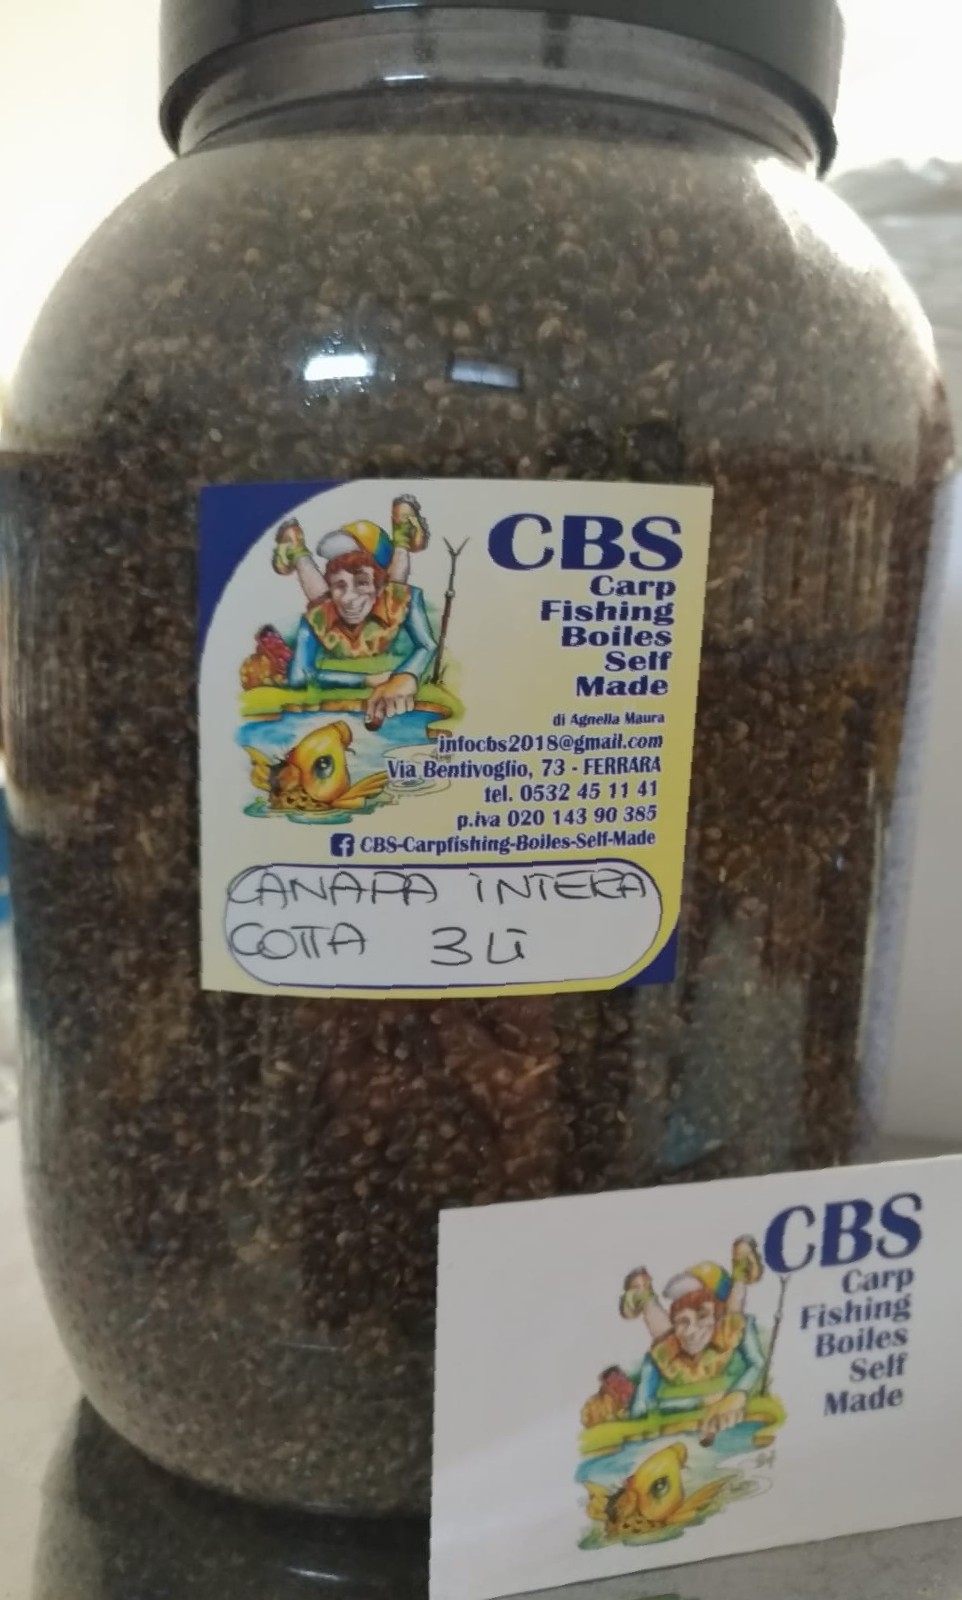 CBS
Carp
Fishing
Boiles
Self
Made
di Agnella Maura
infocbs2018@gmail.com
Via Bentivoglio, 73 - FERRARA
tel. 0532 45 11 41
p.iva 020 143 90 385
CBS-Carpfishing-Boiles-Self-Made
CANAPA INTERA
COTTA 3 Lt
CBS
Carp
Fishing
Boiles
Self
Made